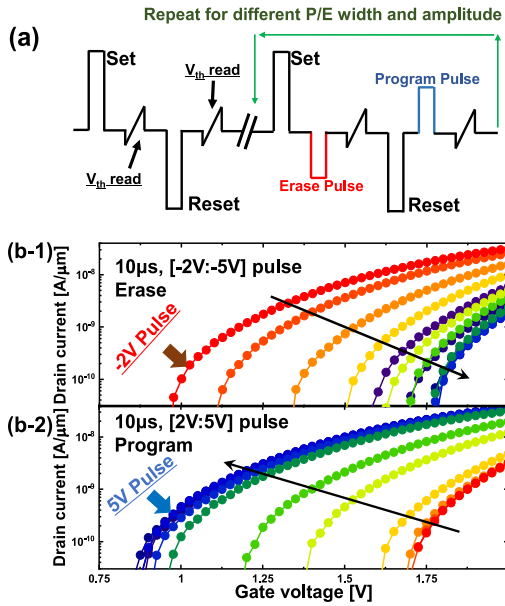 Repeat for different P/E width and amplitude
(a)
Set
V_th read
Set
Program Pulse
V_th read
Reset
Erase Pulse
Reset
(b-1)
10µs, [-2V:-5V] pulse
Erase
-2V Pulse
Drain current [A/µm]
10⁻⁸
10⁻⁹
10⁻¹⁰
(b-2)
10µs, [2V:5V] pulse
Program
5V Pulse
Drain current [A/µm]
10⁻⁸
10⁻⁹
10⁻¹⁰
0.75 1 1.25 1.5 1.75
Gate voltage [V]